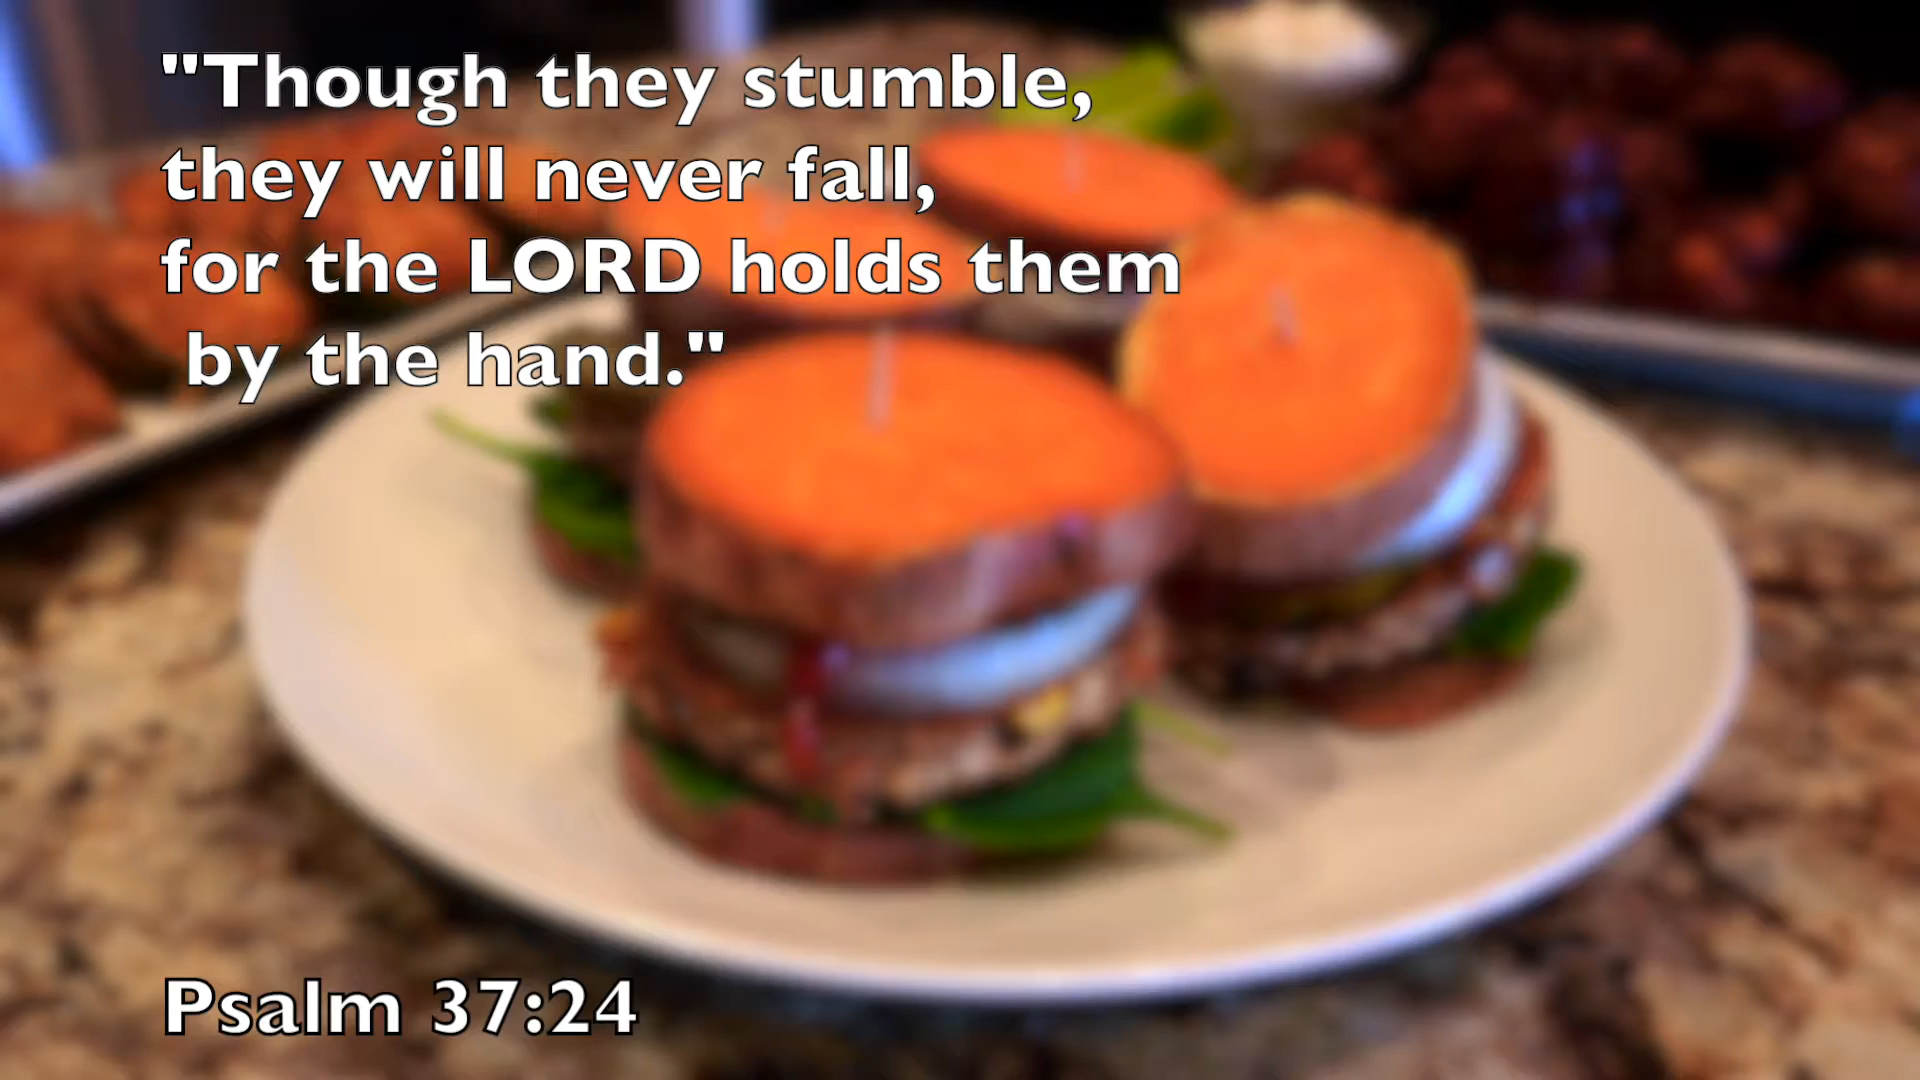 "Though they stumble,
they will never fall,
for the LORD holds them
by the hand."
Psalm 37:24